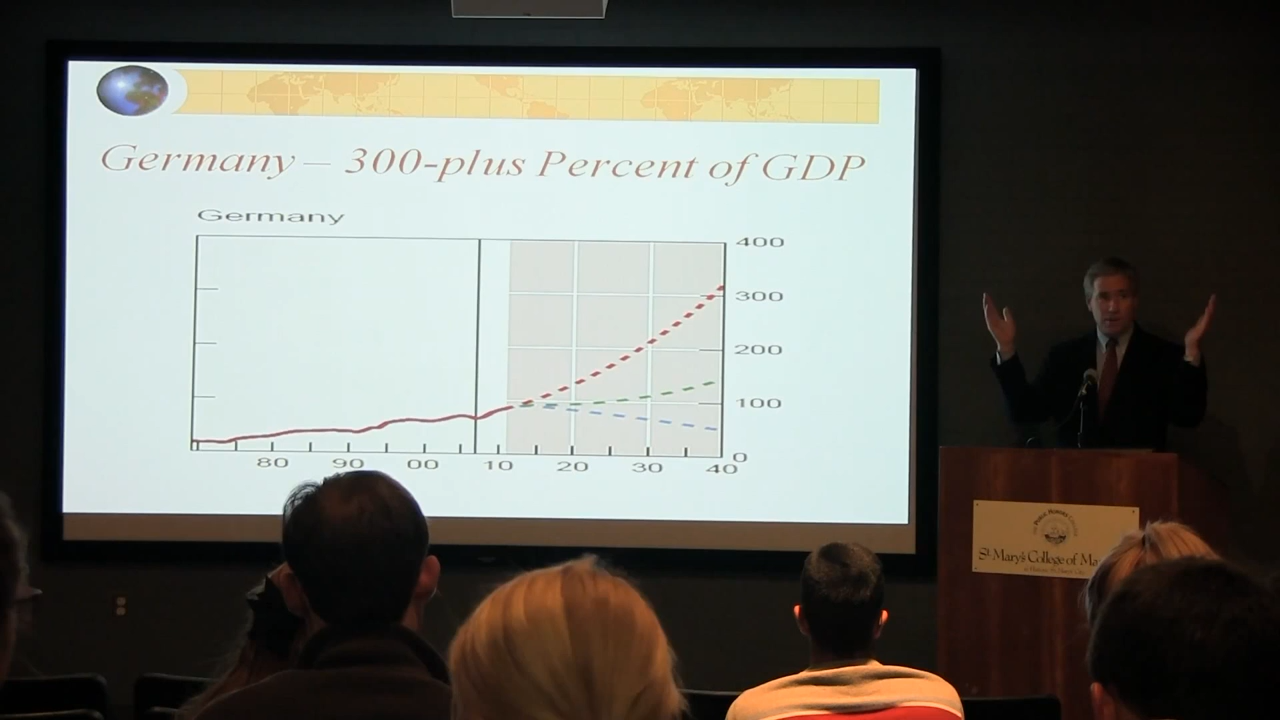 Germany – 300-plus Percent of GDP
Germany
400
300
200
100
0
80 90 00 10 20 30 40
St. Mary's College of Ma